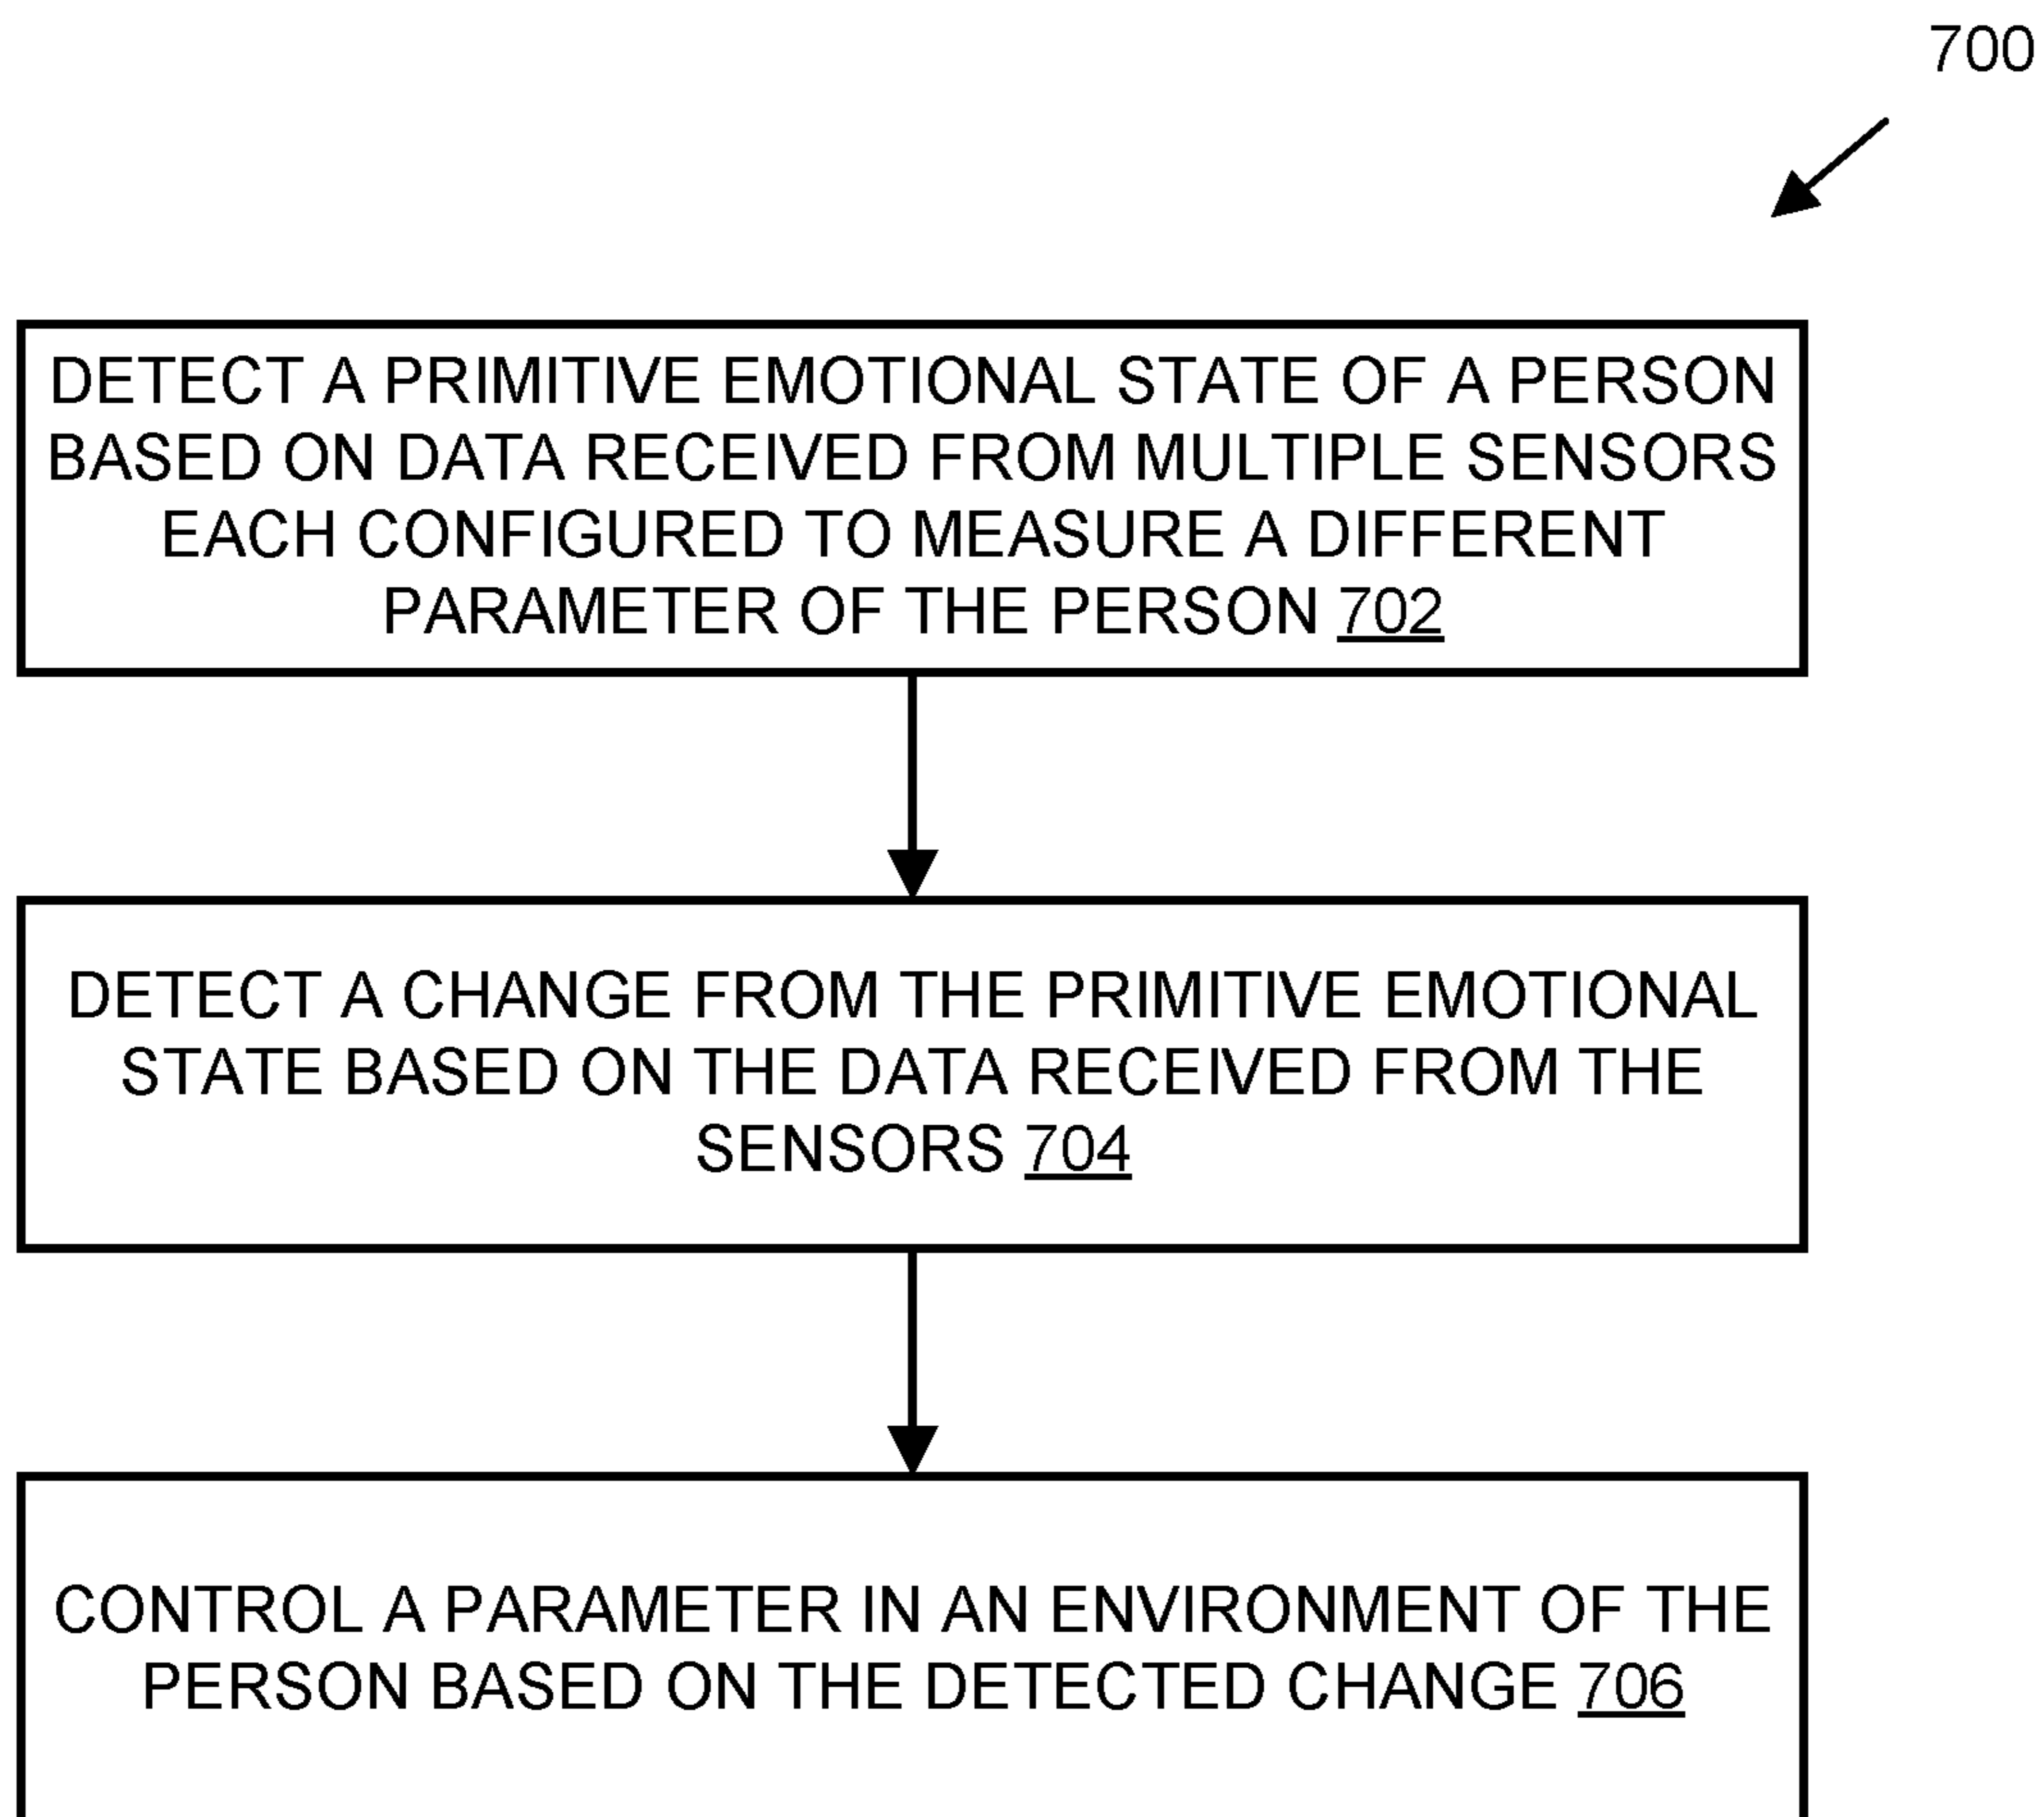 700
DETECT A PRIMITIVE EMOTIONAL STATE OF A PERSON
BASED ON DATA RECEIVED FROM MULTIPLE SENSORS
EACH CONFIGURED TO MEASURE A DIFFERENT
PARAMETER OF THE PERSON 702
DETECT A CHANGE FROM THE PRIMITIVE EMOTIONAL
STATE BASED ON THE DATA RECEIVED FROM THE
SENSORS 704
CONTROL A PARAMETER IN AN ENVIRONMENT OF THE
PERSON BASED ON THE DETECTED CHANGE 706